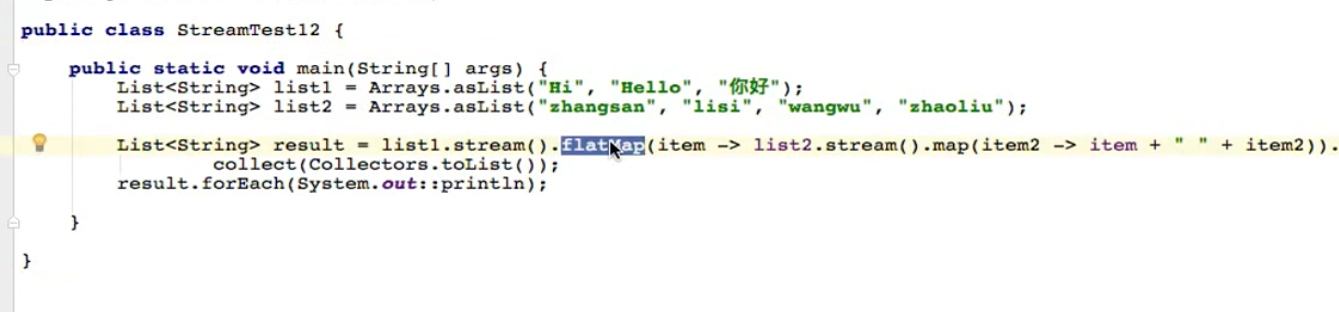 public class StreamTest12 {
public static void main(String[] args) {
List<String> list1 = Arrays.asList("Hi", "Hello", "你好");
List<String> list2 = Arrays.asList("zhangsan", "lisi", "wangwu", "zhaoliu");
List<String> result = list1.stream().flatMap(item -> list2.stream().map(item2 -> item + " " + item2)).
collect(Collectors.toList());
result.forEach(System.out::println);
}
}